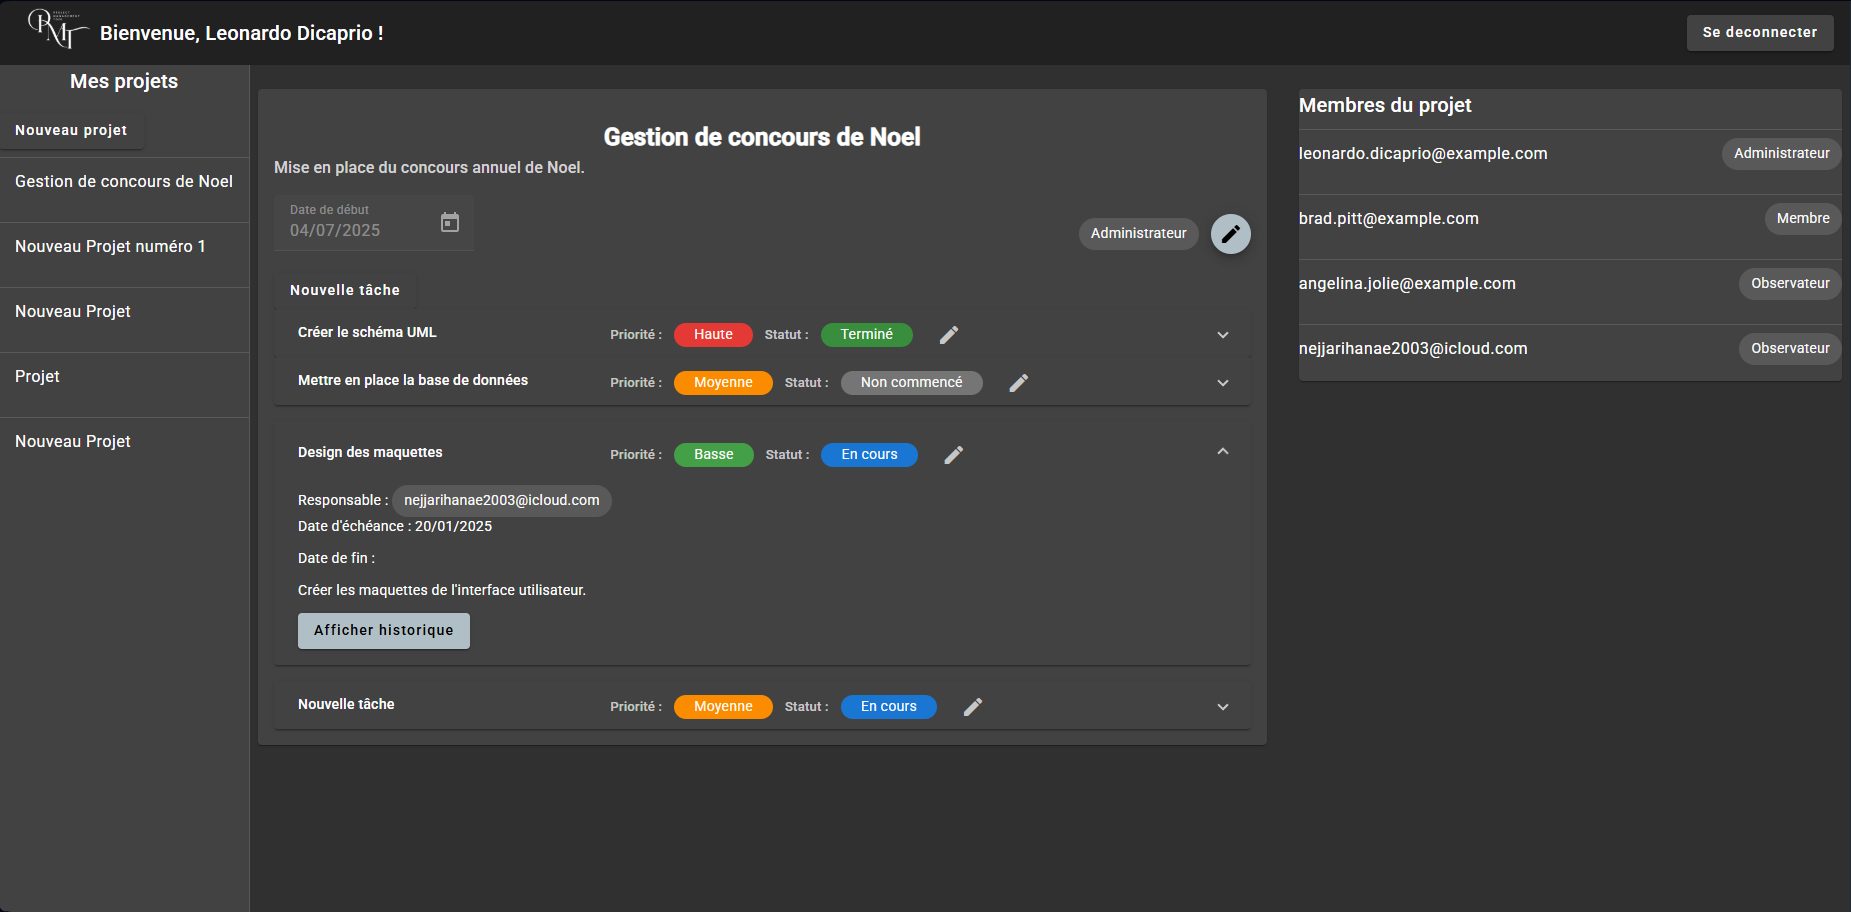 PMT PROJECT MANAGEMENT TOOL
Bienvenue, Leonardo Dicaprio !
Se deconnecter
Mes projets
Nouveau projet
Gestion de concours de Noel
Nouveau Projet numéro 1
Nouveau Projet
Projet
Nouveau Projet
Gestion de concours de Noel
Mise en place du concours annuel de Noel.
Date de début
04/07/2025
Administrateur
Nouvelle tâche
Créer le schéma UML Priorité : Haute Statut : Terminé
Mettre en place la base de données Priorité : Moyenne Statut : Non commencé
Design des maquettes Priorité : Basse Statut : En cours
Responsable : nejjarihanae2003@icloud.com
Date d'échéance : 20/01/2025
Date de fin :
Créer les maquettes de l'interface utilisateur.
Afficher historique
Nouvelle tâche Priorité : Moyenne Statut : En cours
Membres du projet
leonardo.dicaprio@example.com Administrateur
brad.pitt@example.com Membre
angelina.jolie@example.com Observateur
nejjarihanae2003@icloud.com Observateur